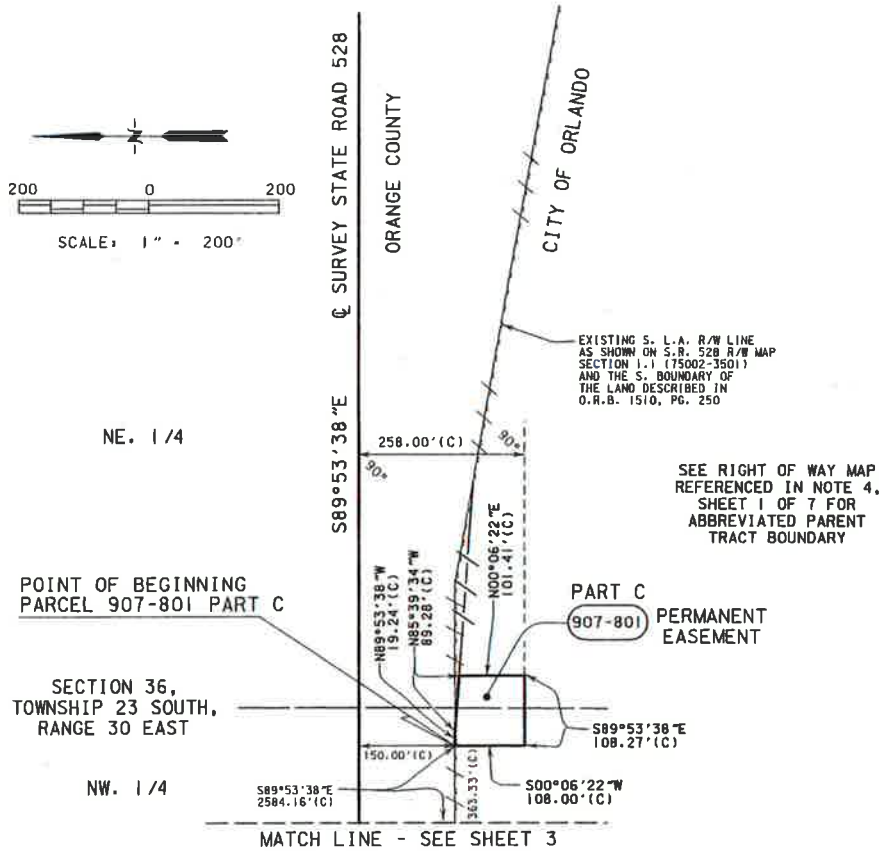 200 0 200
SCALE: 1" = 200'
℄ SURVEY STATE ROAD 528
ORANGE COUNTY
CITY OF ORLANDO
EXISTING S. L.A. R/W LINE
AS SHOWN ON S.R. 528 R/W MAP
SECTION 1.1 (75002-3501)
AND THE S. BOUNDARY OF
THE LAND DESCRIBED IN
O.R.B. 1510, PG. 250
NE. 1/4
S89°53'38"E
258.00'(C)
90°
90°
SEE RIGHT OF WAY MAP
REFERENCED IN NOTE 4,
SHEET 1 OF 7 FOR
ABBREVIATED PARENT
TRACT BOUNDARY
N00°06'22"E
101.41'(C)
N89°53'38"W
19.24'(C)
N85°39'34"W
89.28'(C)
POINT OF BEGINNING
PARCEL 907-801 PART C
PART C
907-801
PERMANENT
EASEMENT
SECTION 36,
TOWNSHIP 23 SOUTH,
RANGE 30 EAST
S89°53'38"E
108.27'(C)
150.00'(C)
363.33'(C)
S00°06'22"W
108.00'(C)
NW. 1/4
S89°53'38"E
2584.16'(C)
MATCH LINE - SEE SHEET 3